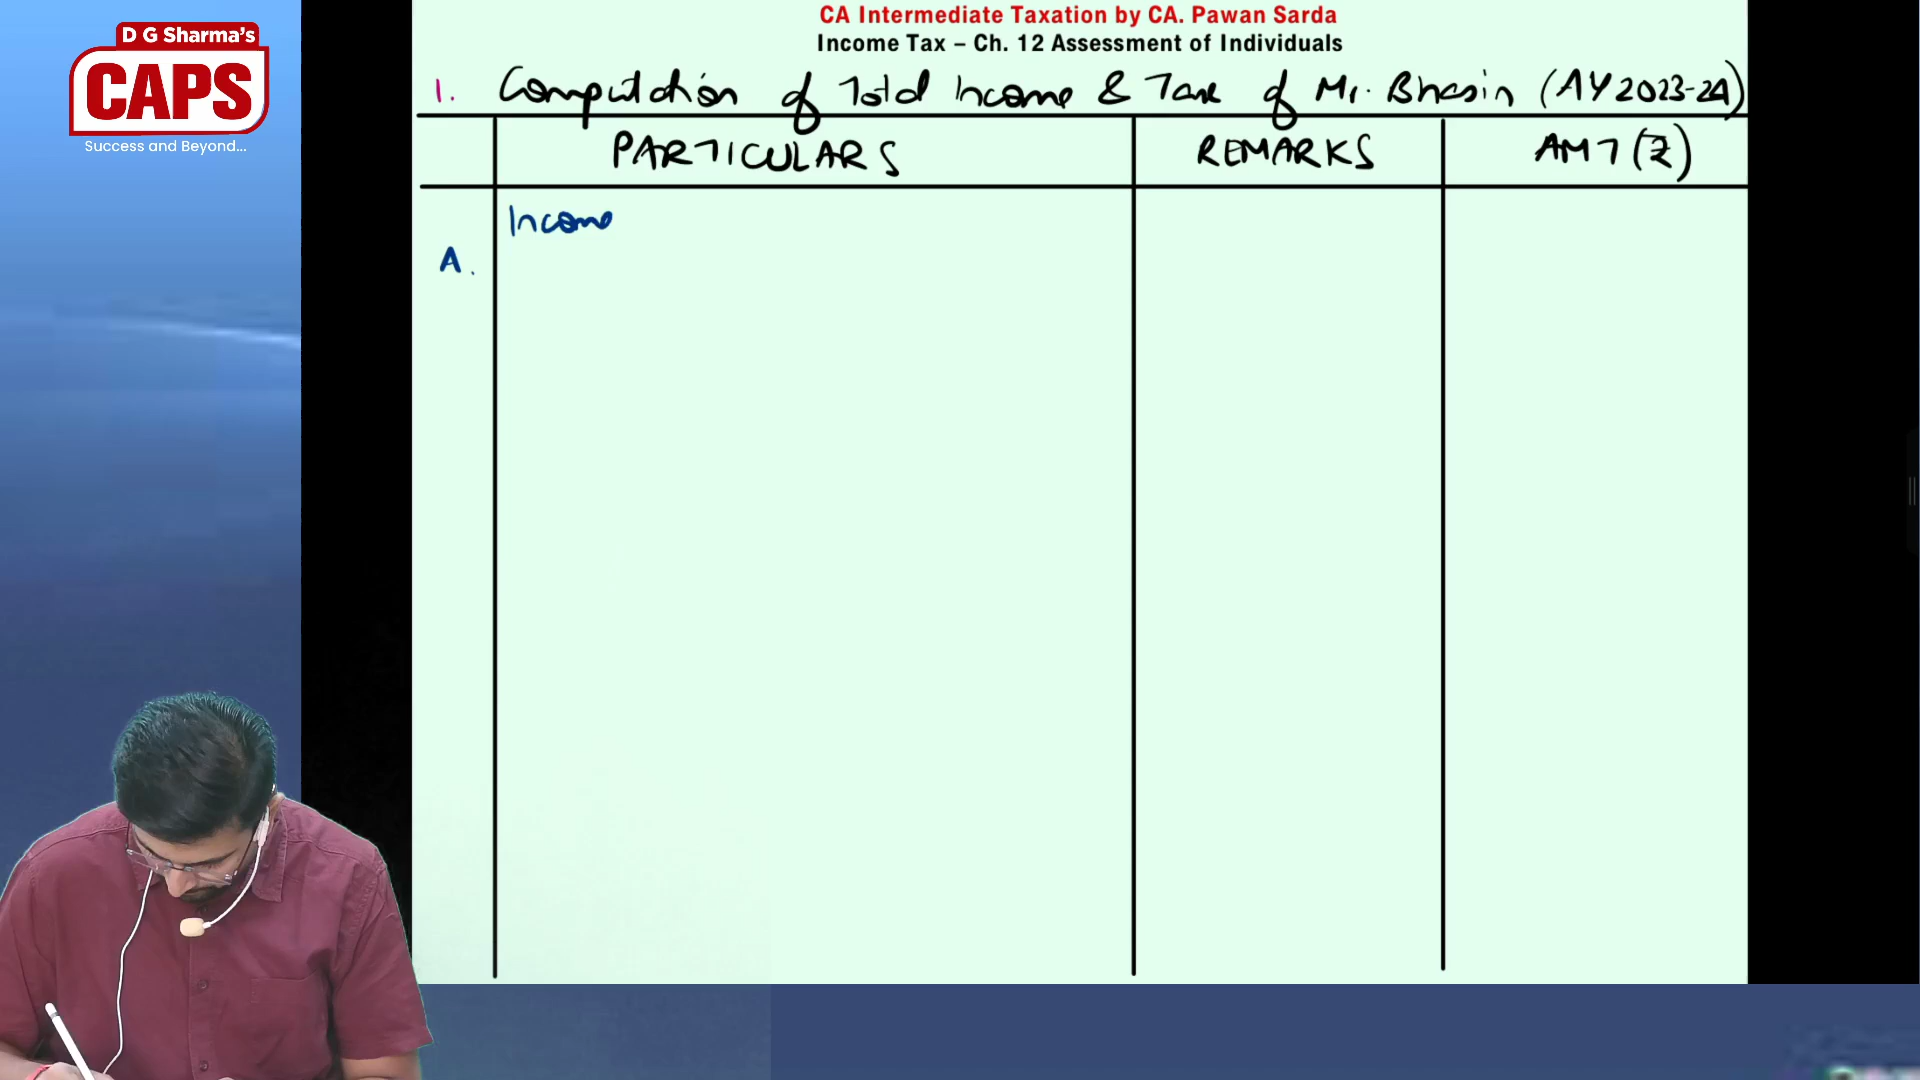 D G Sharma's
CAPS
Success and Beyond...
CA Intermediate Taxation by CA. Pawan Sarda
Income Tax – Ch. 12 Assessment of Individuals
1. Computation of Total Income & Tax of Mr. Bhasin (AY 2023-24)
PARTICULARS REMARKS AMT (₹)
Income
A.